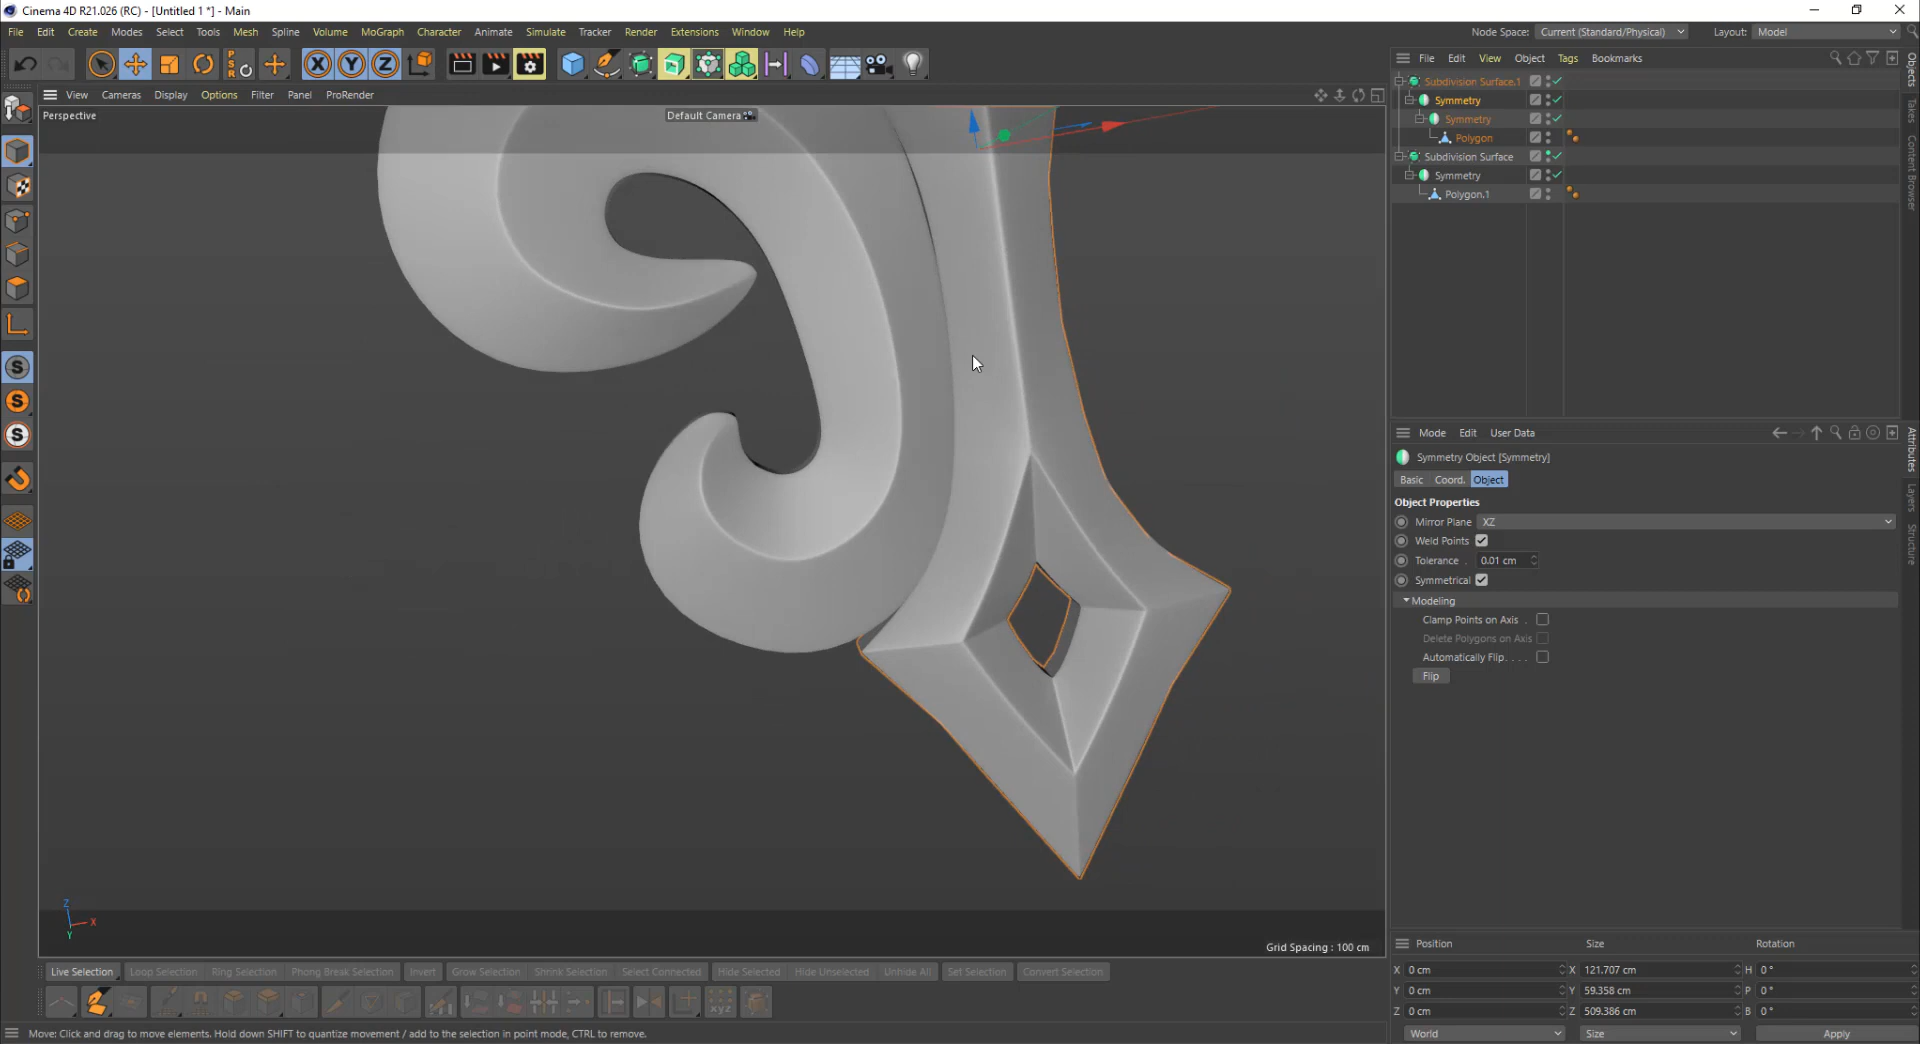 Cinema 4D R21.026 (RC) - [Untitled 1 *] - Main
File Edit Create Modes Select Tools Mesh Spline Volume MoGraph Character Animate Simulate Tracker Render Extensions Window Help Node Space: Current (Standard/Physical) Layout: Model
X Y Z
PSR
File Edit View Object Tags Bookmarks
View Cameras Display Options Filter Panel ProRender
Perspective
Default Camera
Subdivision Surface.1
Symmetry
Symmetry
Polygon
Subdivision Surface
Symmetry
Polygon.1
Objects
Takes
Content Browser
Attributes
Layers
Structure
S
S
S
Mode Edit User Data
Symmetry Object [Symmetry]
Basic Coord. Object
Object Properties
Mirror Plane XZ
Weld Points
Tolerance . 0.01 cm
Symmetrical
Modeling
Clamp Points on Axis .
Delete Polygons on Axis
Automatically Flip. . . .
Flip
Z
X
Y
Grid Spacing : 100 cm
Position Size Rotation
X 0 cm X 121.707 cm H 0 °
Y 0 cm Y 59.358 cm P 0 °
Z 0 cm Z 509.386 cm B 0 °
World Size Apply
Live Selection Loop Selection Ring Selection Phong Break Selection Invert Grow Selection Shrink Selection Select Connected Hide Selected Hide Unselected Unhide All Set Selection Convert Selection
xyz
Move: Click and drag to move elements. Hold down SHIFT to quantize movement / add to the selection in point mode, CTRL to remove.